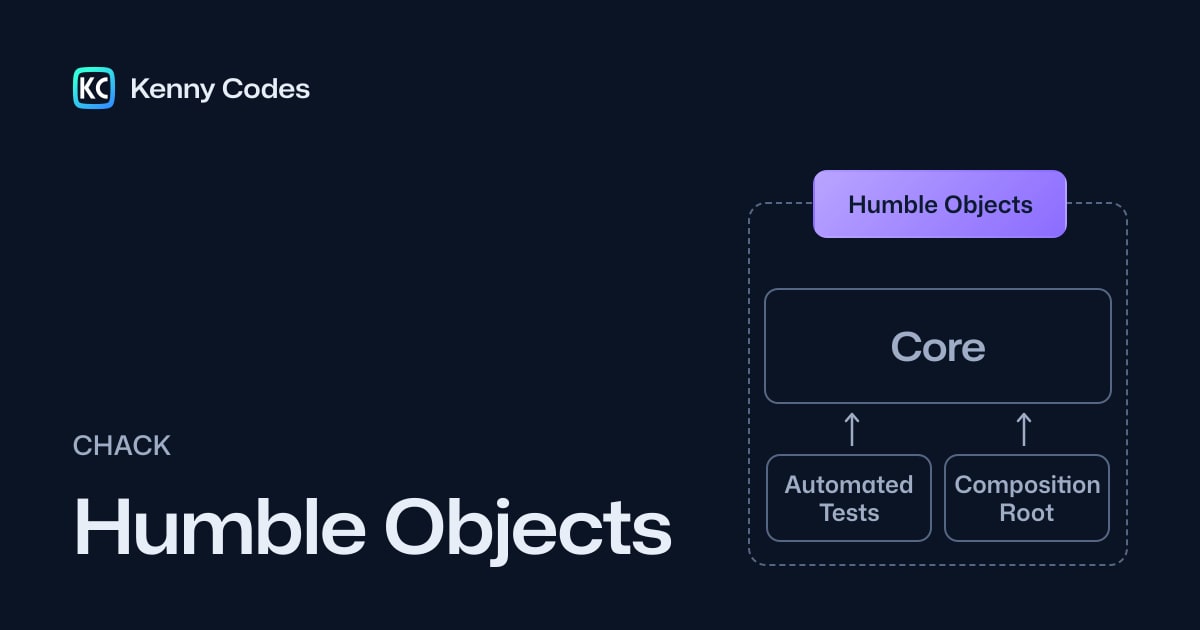 KC
Kenny Codes
CHACK
Humble Objects
Humble Objects
Core
Automated
Tests
Composition
Root